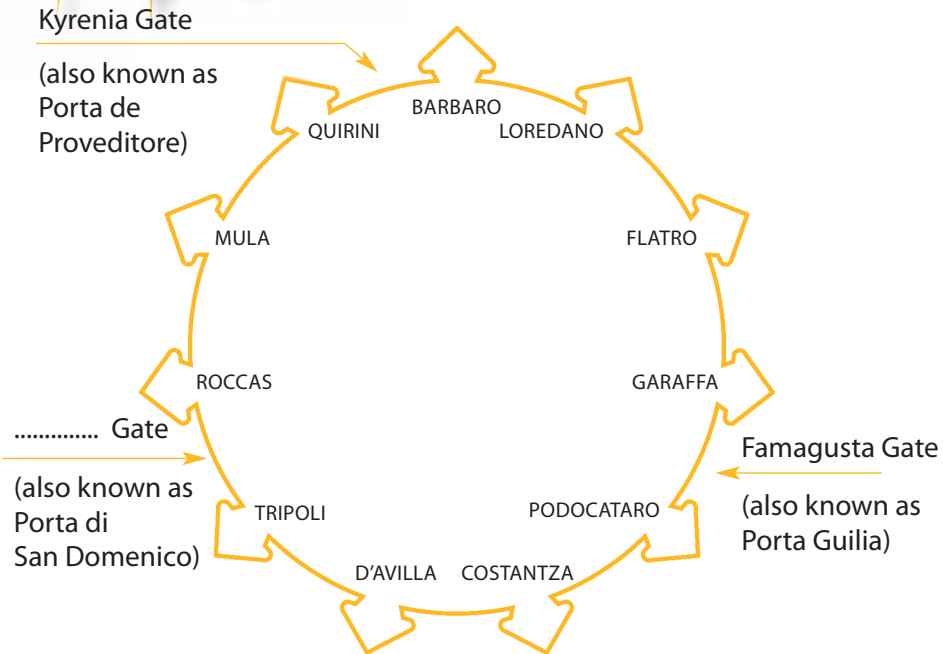 Kyrenia Gate
(also known as
Porta de
Proveditore)
BARBARO
QUIRINI
LOREDANO
MULA
FLATRO
ROCCAS
GARAFFA
.............. Gate
(also known as
Porta di
San Domenico)
Famagusta Gate
(also known as
Porta Guilia)
TRIPOLI
PODOCATARO
D'AVILLA
COSTANTZA